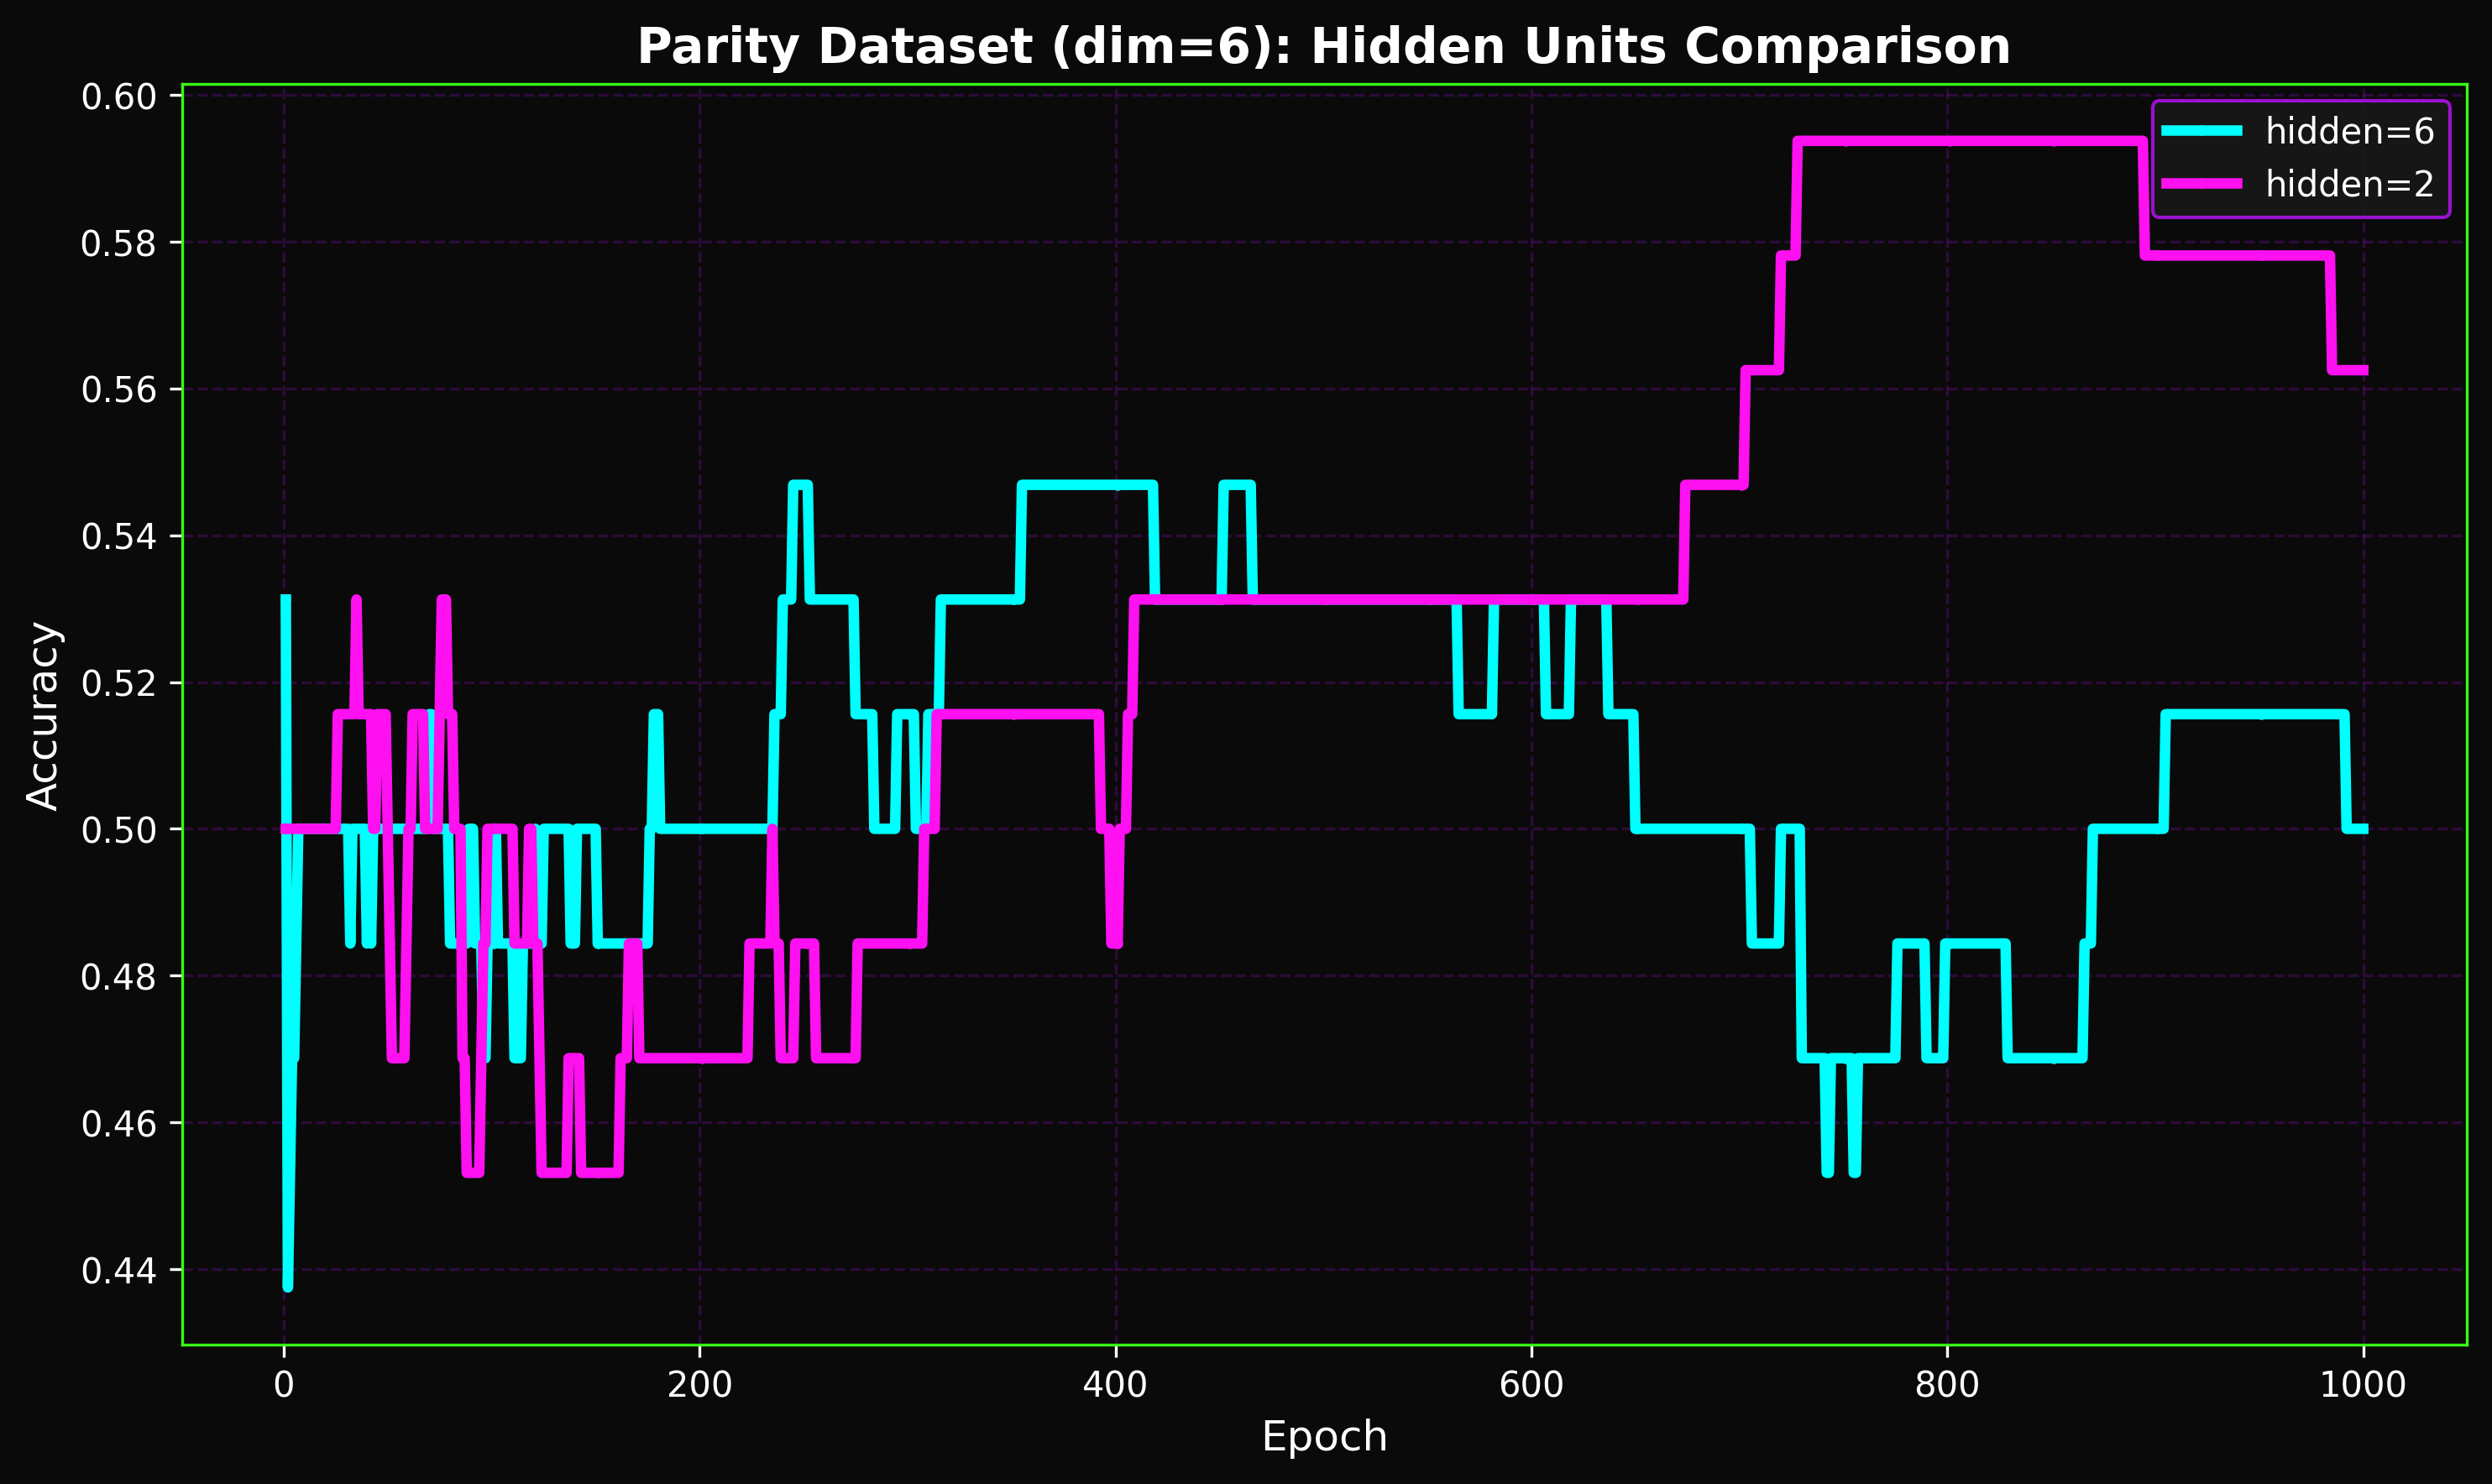 Parity Dataset (dim=6): Hidden Units Comparison
hidden=6
hidden=2
Accuracy
0.60
0.58
0.56
0.54
0.52
0.50
0.48
0.46
0.44
0 200 400 600 800 1000
Epoch